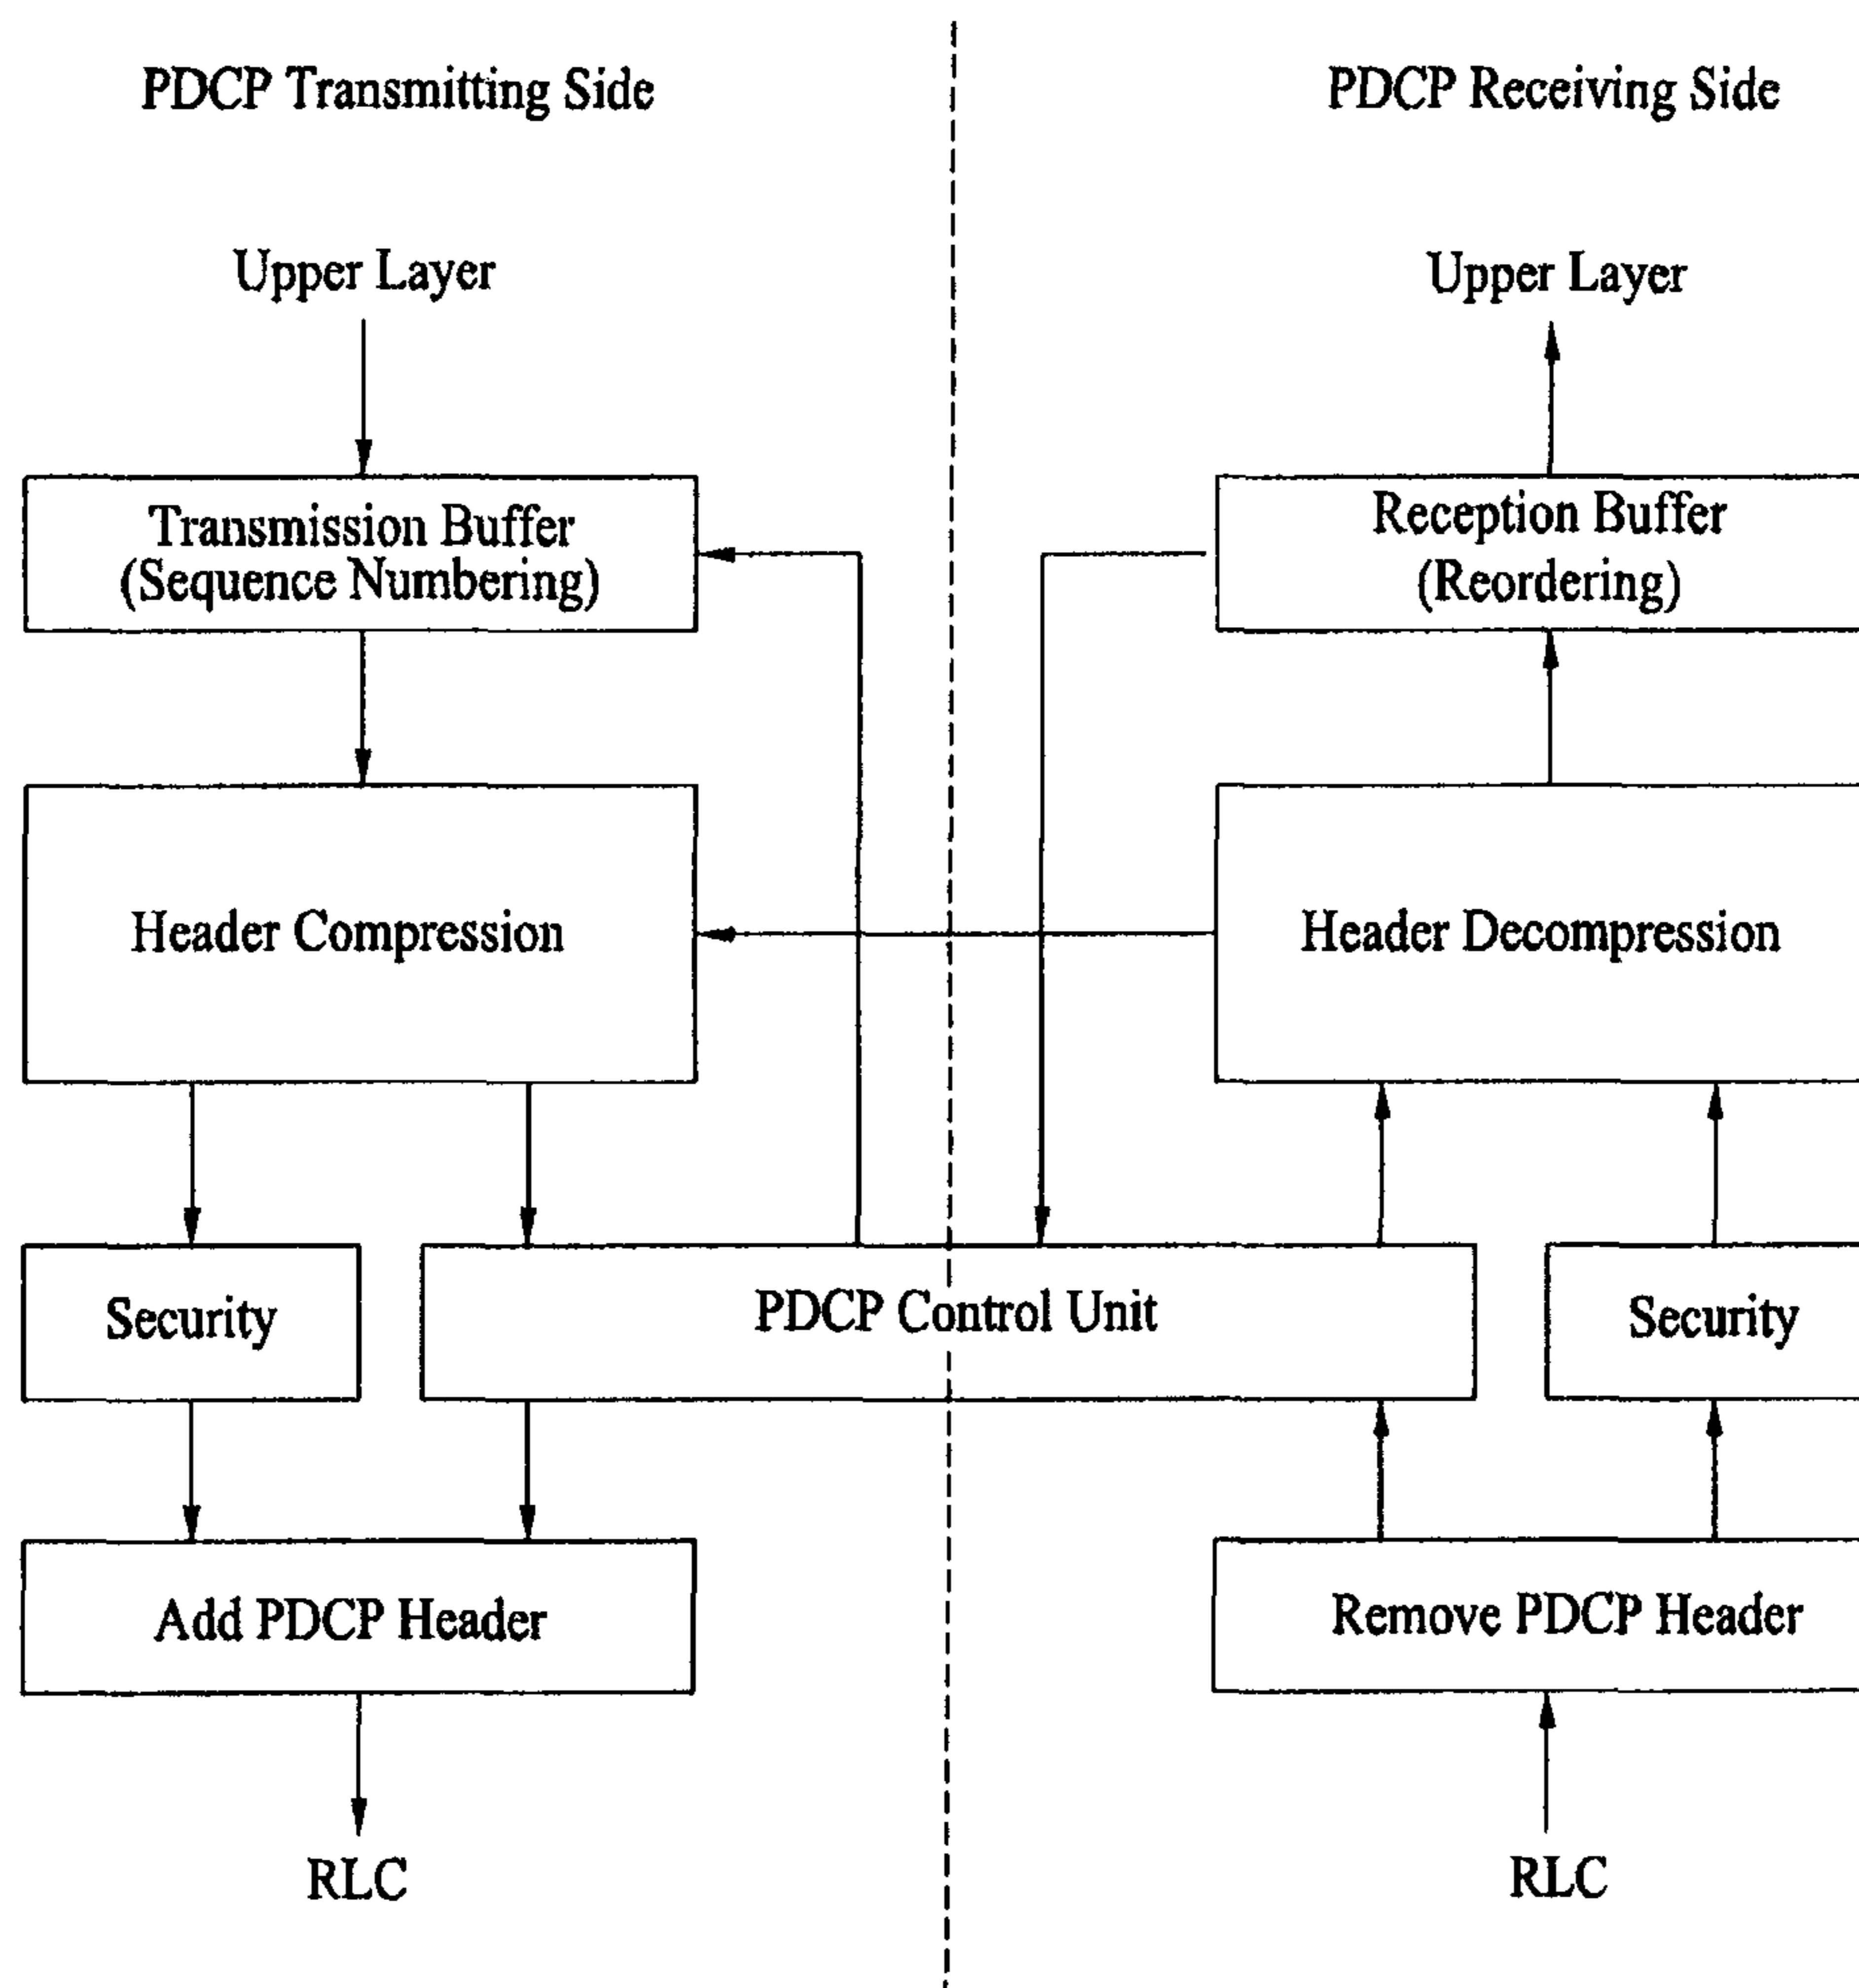 PDCP Transmitting Side
PDCP Receiving Side
Upper Layer
Upper Layer
Transmission Buffer
(Sequence Numbering)
Reception Buffer
(Reordering)
Header Compression
Header Decompression
Security
PDCP Control Unit
Security
Add PDCP Header
Remove PDCP Header
RLC
RLC